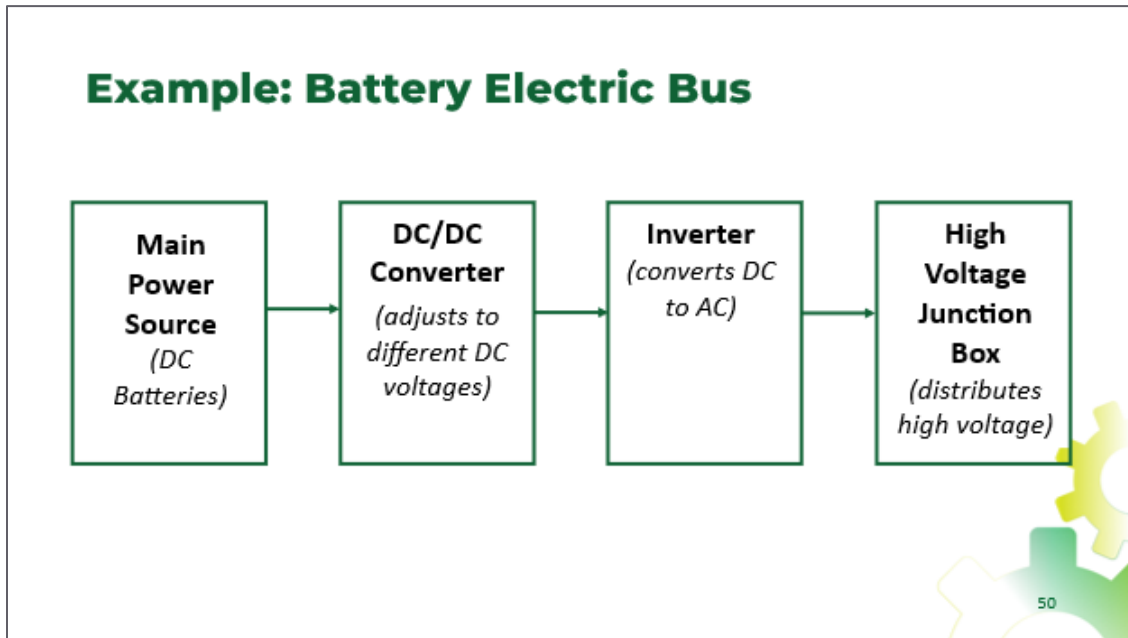 Example: Battery Electric Bus
Main
Power
Source
(DC
Batteries)
DC/DC
Converter
(adjusts to
different DC
voltages)
Inverter
(converts DC
to AC)
High
Voltage
Junction
Box
(distributes
high voltage)
50